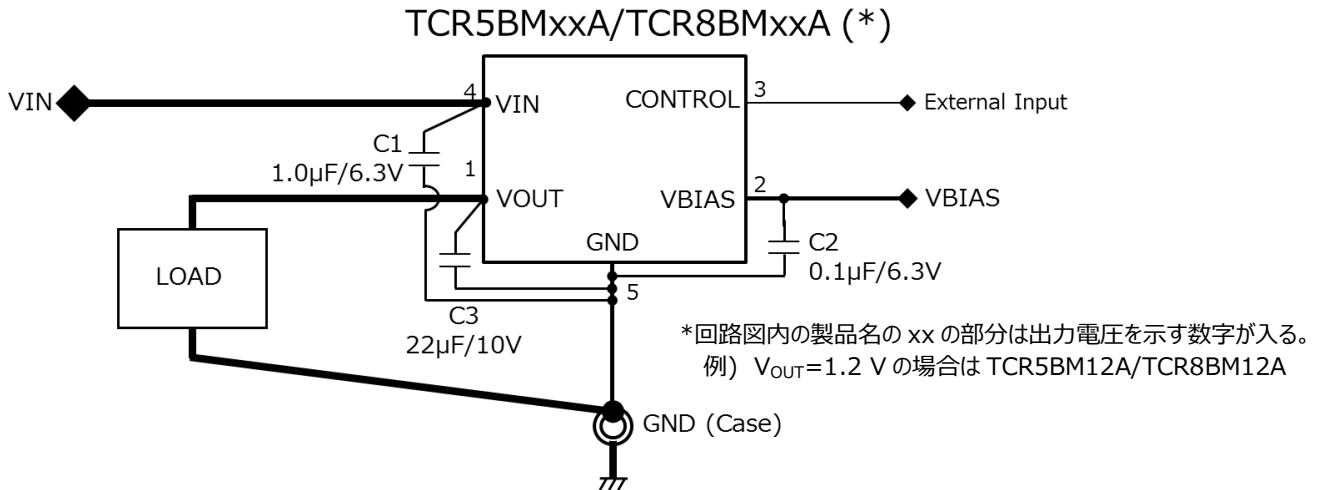 TCR5BMxxA/TCR8BMxxA (*)
VIN
4
VIN
CONTROL
3
External Input
C1
1.0μF/6.3V
1
VOUT
VBIAS
2
VBIAS
GND
C2
0.1μF/6.3V
LOAD
5
C3
22μF/10V
*回路図内の製品名の xx の部分は出力電圧を示す数字が入る。
例) VOUT=1.2 V の場合は TCR5BM12A/TCR8BM12A
GND (Case)